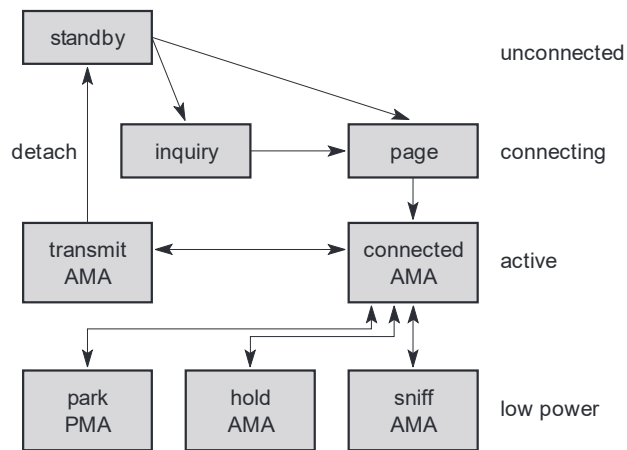 standby
unconnected
detach
inquiry
page
connecting
transmit
AMA
connected
AMA
active
park
PMA
hold
AMA
sniff
AMA
low power